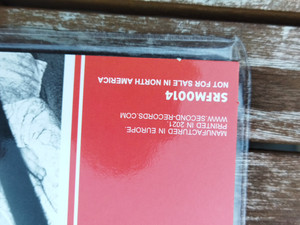 MANUFACTURED IN EUROPE.
PRINTED IN 2021
WWW.SECOND-RECORDS.COM
SRFM0014
NOT FOR SALE IN NORTH AMERICA